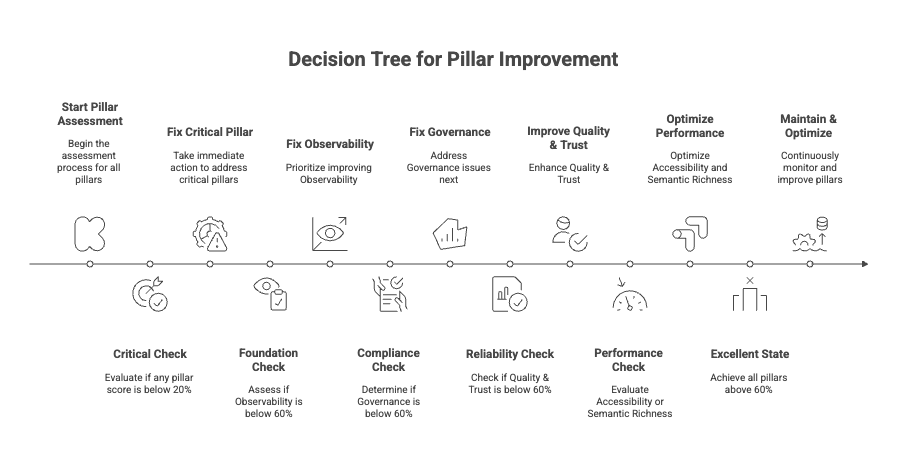 Decision Tree for Pillar Improvement
Start Pillar
Assessment
Begin the
assessment
process for all
pillars
Fix Critical Pillar
Take immediate
action to address
critical pillars
Fix Observability
Prioritize improving
Observability
Fix Governance
Address
Governance issues
next
Improve Quality
& Trust
Enhance Quality &
Trust
Optimize
Performance
Optimize
Accessibility and
Semantic Richness
Maintain &
Optimize
Continuously
monitor and
improve pillars
Critical Check
Evaluate if any pillar
score is below 20%
Foundation
Check
Assess if
Observability is
below 60%
Compliance
Check
Determine if
Governance is
below 60%
Reliability Check
Check if Quality &
Trust is below 60%
Performance
Check
Evaluate
Accessibility or
Semantic Richness
Excellent State
Achieve all pillars
above 60%